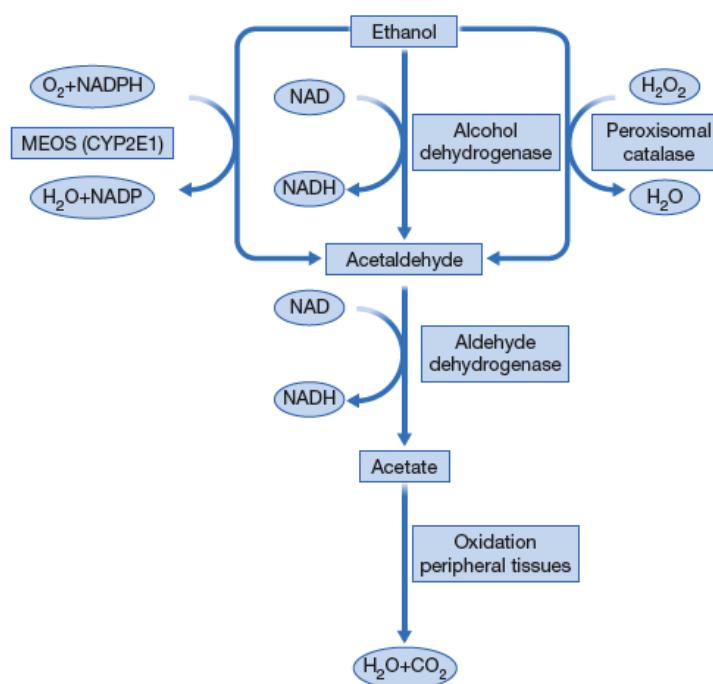 Ethanol
O₂+NADPH
NAD
H₂O₂
MEOS (CYP2E1)
Alcohol
dehydrogenase
Peroxisomal
catalase
H₂O+NADP
NADH
H₂O
Acetaldehyde
NAD
Aldehyde
dehydrogenase
NADH
Acetate
Oxidation
peripheral tissues
H₂O+CO₂